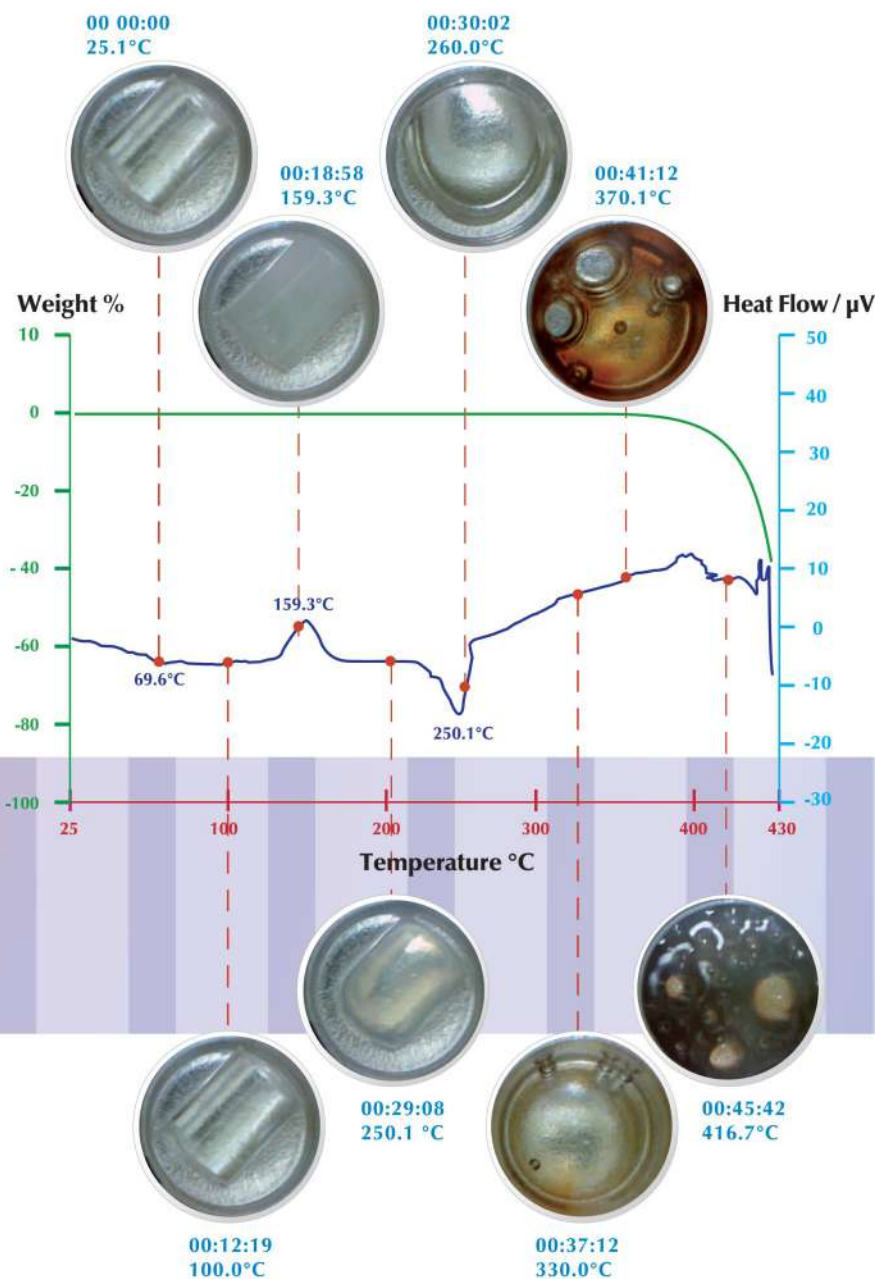 00 00:00
25.1°C
00:30:02
260.0°C
00:18:58
159.3°C
00:41:12
370.1°C
Weight %
Heat Flow / µV
10
0
-20
- 40
-60
-80
-100
50
40
30
20
10
0
-10
-20
-30
159.3°C
69.6°C
250.1°C
25
100
200
300
400
430
Temperature °C
00:29:08
250.1 °C
00:45:42
416.7°C
00:12:19
100.0°C
00:37:12
330.0°C